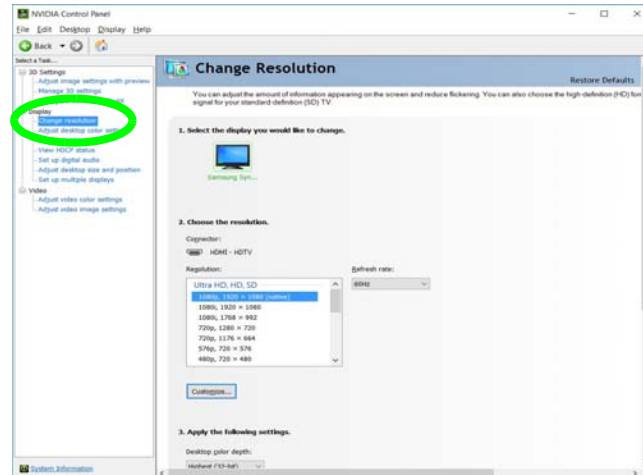 NVIDIA Control Panel
File Edit Desktop Display Help
Back
Select a Task...
3D Settings
Adjust image settings with preview
Manage 3D settings
Display
Change resolution
Adjust desktop color
View HDCP status
Set up digital audio
Adjust desktop size and position
Set up multiple displays
Video
Adjust video color settings
Adjust video image settings
System Information
Change Resolution
Restore Defaults
You can adjust the amount of information appearing on the screen and reduce flickering. You can also choose the high-definition (HD) for
signal for your standard-definition (SD) TV.
1. Select the display you would like to change.
Samsung Syn...
2. Choose the resolution.
Connector:
HDMI - HDTV
Resolution:
Refresh rate:
Ultra HD, HD, SD
60Hz
1080p, 1920 × 1080 (native)
1080i, 1920 × 1080
1080i, 1768 × 992
720p, 1280 × 720
720p, 1176 × 664
576p, 720 × 576
480p, 720 × 480
Customize...
3. Apply the following settings.
Desktop color depth:
Highest (32-bit)